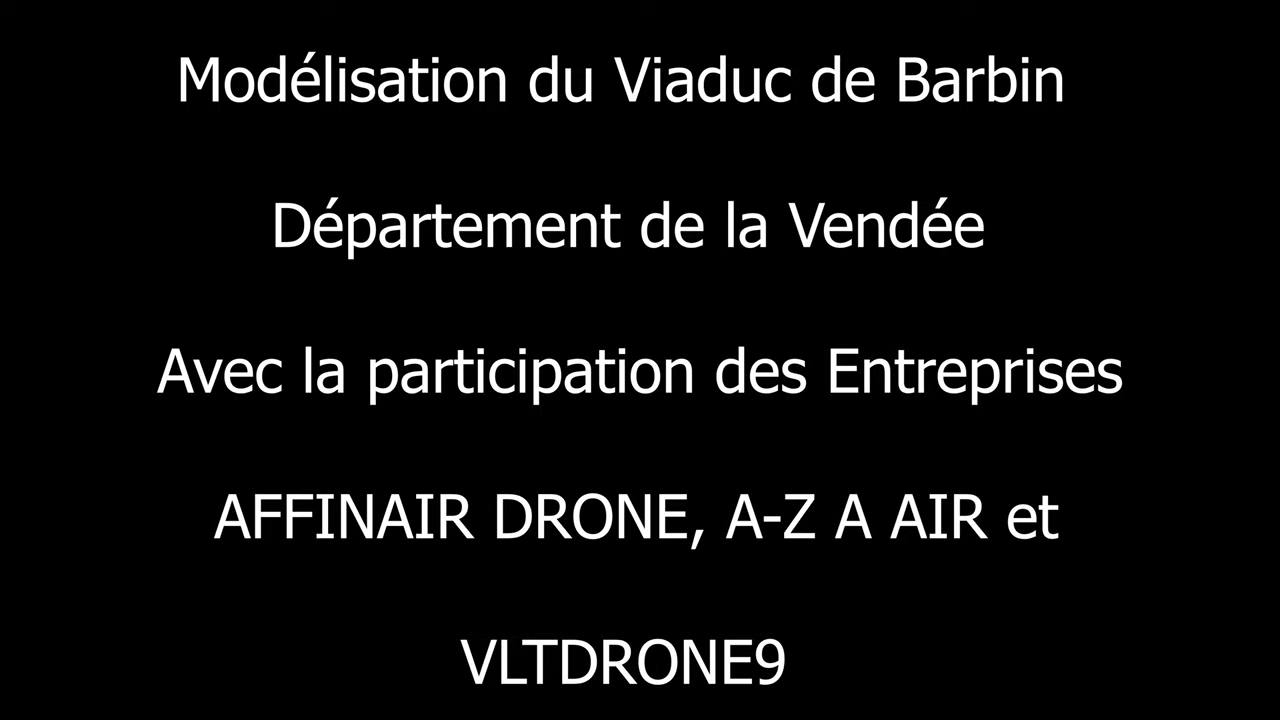 Modélisation du Viaduc de Barbin
Département de la Vendée
Avec la participation des Entreprises
AFFINAIR DRONE, A-Z A AIR et
VLTDRONE9